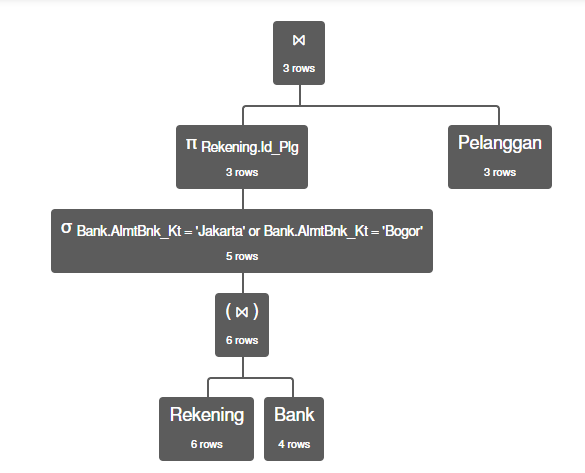 ⋈
3 rows
π Rekening.Id_Plg
3 rows
Pelanggan
3 rows
σ Bank.AlmtBnk_Kt = 'Jakarta' or Bank.AlmtBnk_Kt = 'Bogor'
5 rows
( ⋈ )
6 rows
Rekening
6 rows
Bank
4 rows